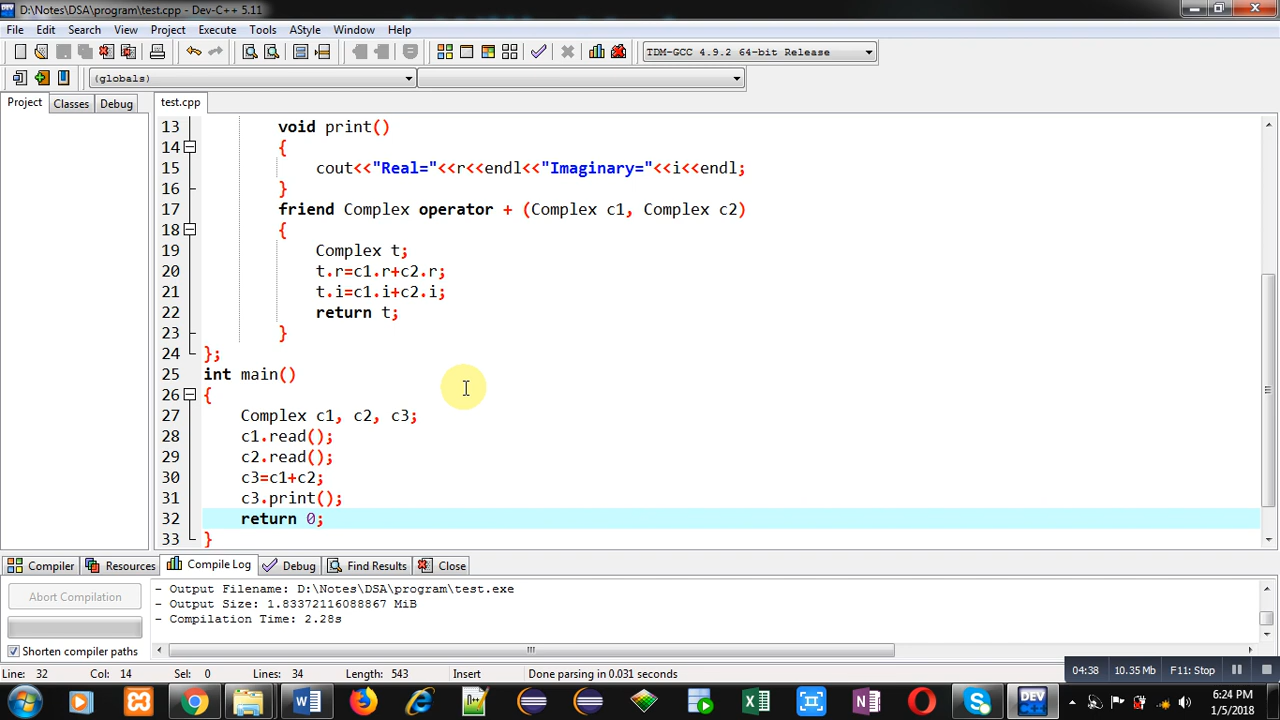 D:\Notes\DSA\program\test.cpp - Dev-C++ 5.11
File Edit Search View Project Execute Tools AStyle Window Help
TDM-GCC 4.9.2 64-bit Release
(globals)
Project Classes Debug test.cpp
13 void print()
14 {
15 cout<<"Real="<<r<<endl<<"Imaginary="<<i<<endl;
16 }
17 friend Complex operator + (Complex c1, Complex c2)
18 {
19 Complex t;
20 t.r=c1.r+c2.r;
21 t.i=c1.i+c2.i;
22 return t;
23 }
24 };
25 int main()
26 {
27 Complex c1, c2, c3;
28 c1.read();
29 c2.read();
30 c3=c1+c2;
31 c3.print();
32 return 0;
33 }
Compiler Resources Compile Log Debug Find Results Close
Abort Compilation
- Output Filename: D:\Notes\DSA\program\test.exe
- Output Size: 1.83372116088867 MiB
- Compilation Time: 2.28s
Shorten compiler paths
Line: 32 Col: 14 Sel: 0 Lines: 34 Length: 543 Insert Done parsing in 0.031 seconds
04:38 10.35 Mb F11: Stop
DEV
6:24 PM
1/5/2018